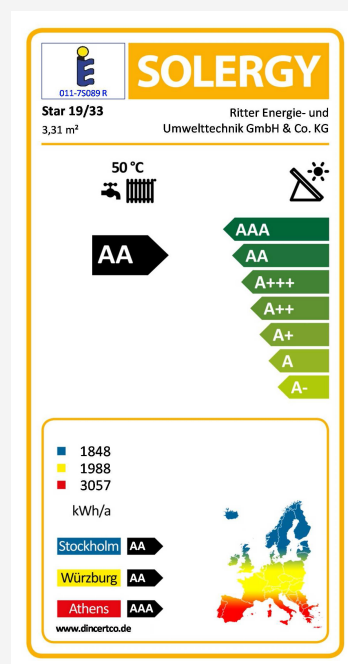 011-7S089 R
SOLERGY
Star 19/33
3,31 m²
Ritter Energie- und
Umwelttechnik GmbH & Co. KG
50 °C
AA
AAA
AA
A+++
A++
A+
A
A-
1848
1988
3057
kWh/a
Stockholm AA
Würzburg AA
Athens AAA
www.dincertco.de